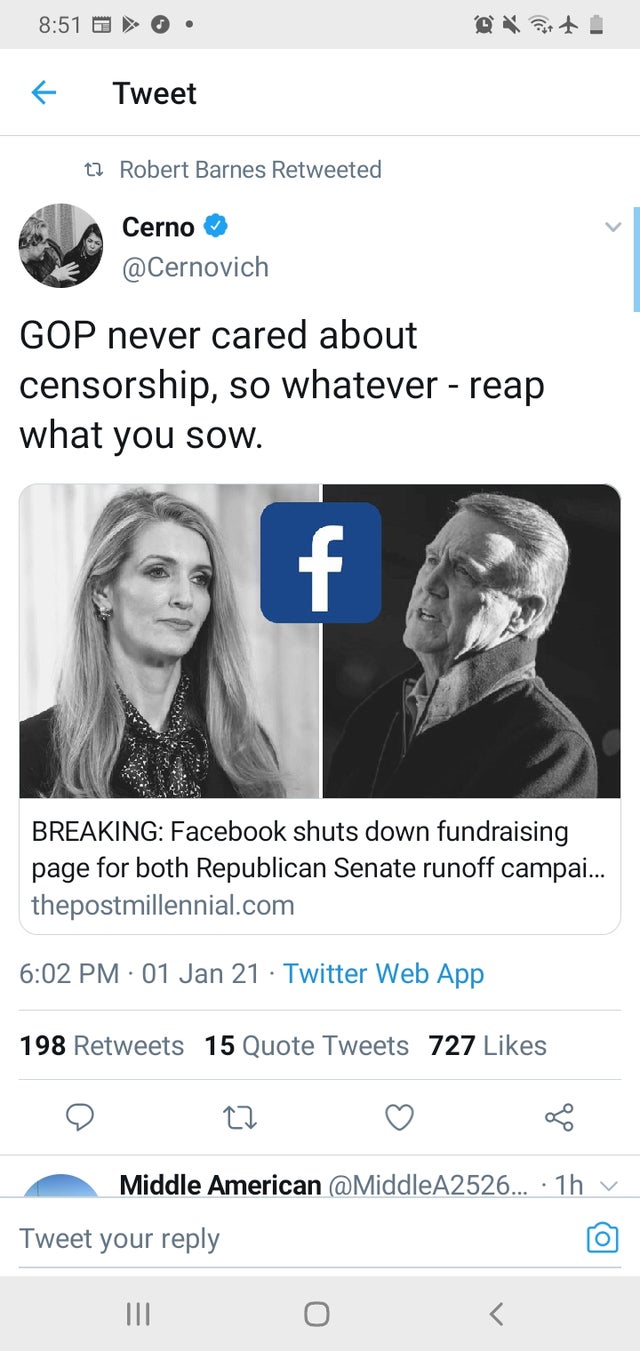 8:51
Tweet
Robert Barnes Retweeted
Cerno
@Cernovich
GOP never cared about
censorship, so whatever - reap
what you sow.
f
BREAKING: Facebook shuts down fundraising
page for both Republican Senate runoff campai...
thepostmillennial.com
6:02 PM · 01 Jan 21 · Twitter Web App
198 Retweets 15 Quote Tweets 727 Likes
Middle American @MiddleA2526... · 1h
Tweet your reply